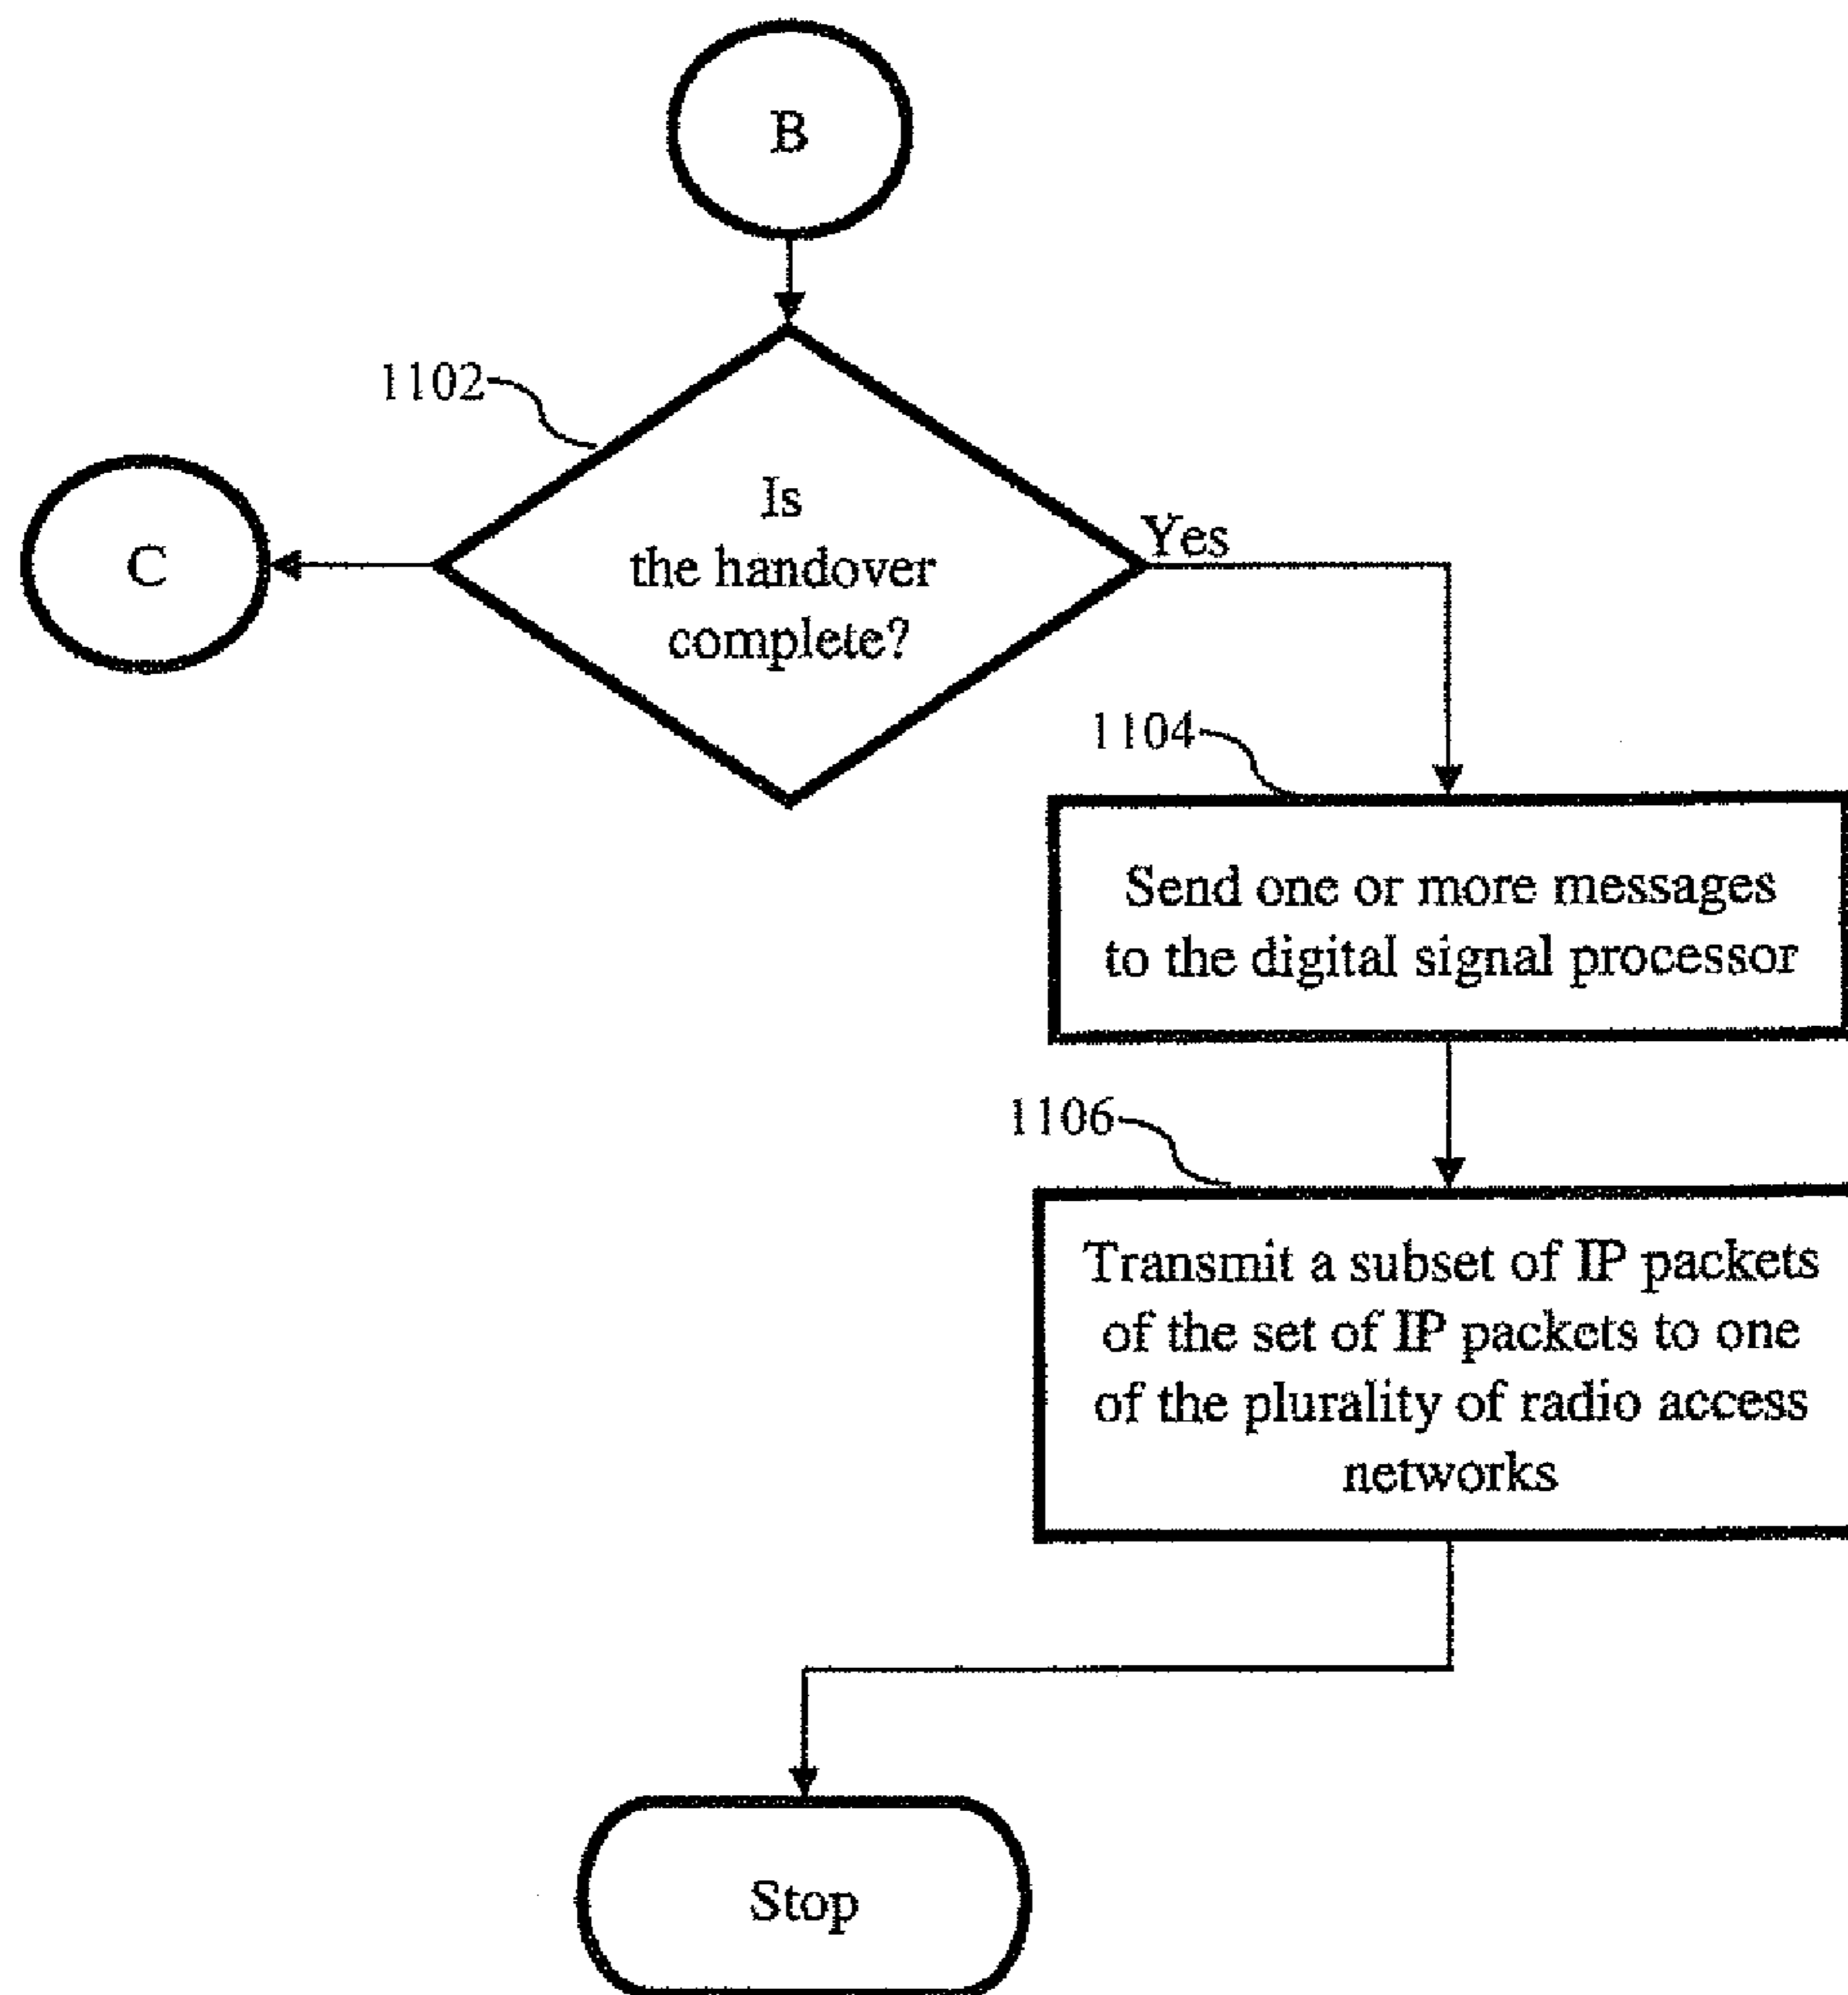 B
1102
Is
the handover
complete?
Yes
C
1104
Send one or more messages
to the digital signal processor
1106
Transmit a subset of IP packets
of the set of IP packets to one
of the plurality of radio access
networks
Stop